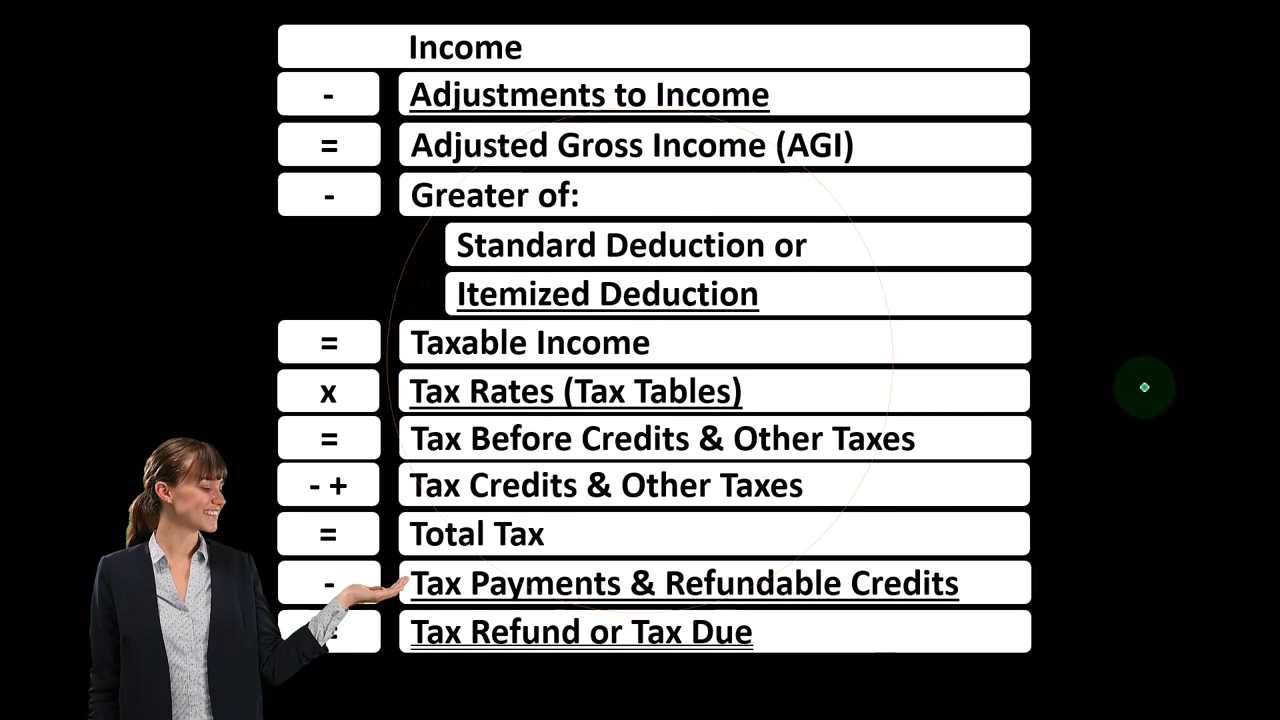 Income
- Adjustments to Income
= Adjusted Gross Income (AGI)
- Greater of:
Standard Deduction or
Itemized Deduction
= Taxable Income
x Tax Rates (Tax Tables)
= Tax Before Credits & Other Taxes
- + Tax Credits & Other Taxes
= Total Tax
- Tax Payments & Refundable Credits
= Tax Refund or Tax Due